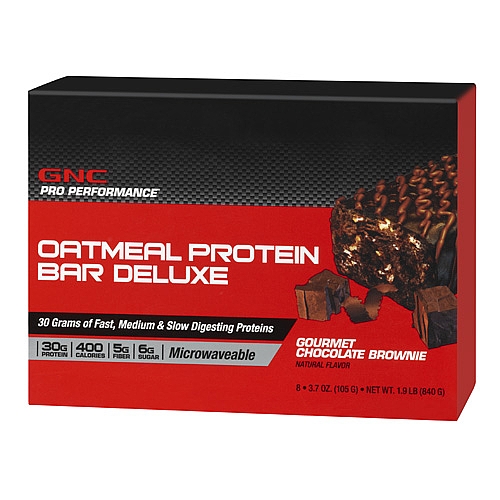 GNC
PRO PERFORMANCE
OATMEAL PROTEIN
BAR DELUXE
30 Grams of Fast, Medium & Slow Digesting Proteins
30G PROTEIN
400 CALORIES
5G FIBER
6G SUGAR
Microwaveable
GOURMET
CHOCOLATE BROWNIE
NATURAL FLAVOR
8 • 3.7 OZ. (105 G) • NET WT. 1.9 LB (840 G)